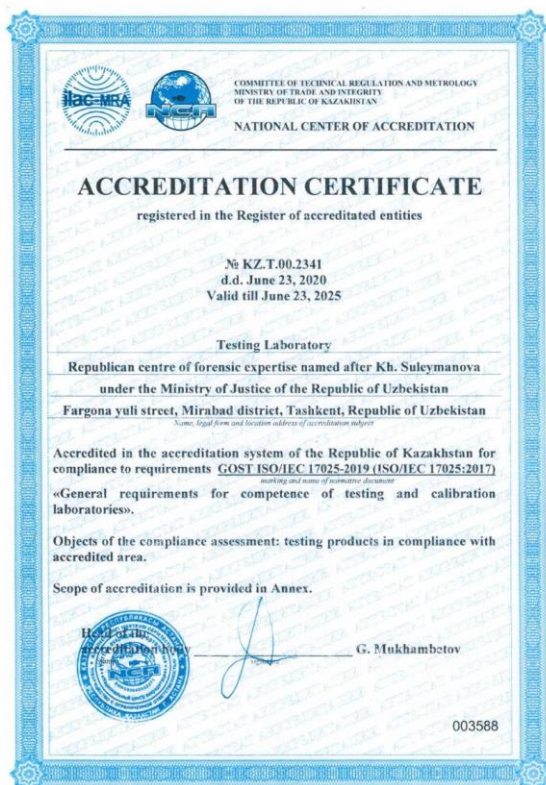 ilac-MRA
NCA
COMMITTEE OF TECHNICAL REGULATION AND METROLOGY
MINISTRY OF TRADE AND INTEGRITY
OF THE REPUBLIC OF KAZAKHSTAN
NATIONAL CENTER OF ACCREDITATION
ACCREDITATION CERTIFICATE
registered in the Register of accreditated entities
№ KZ.T.00.2341
d.d. June 23, 2020
Valid till June 23, 2025
Testing Laboratory
Republican centre of forensic expertise named after Kh. Suleymanova
under the Ministry of Justice of the Republic of Uzbekistan
Fargona yuli street, Mirabad district, Tashkent, Republic of Uzbekistan
Name, legal form and location address of accreditation subject
Accredited in the accreditation system of the Republic of Kazakhstan for
compliance to requirements GOST ISO/IEC 17025-2019 (ISO/IEC 17025:2017)
marking and name of normative document
«General requirements for competence of testing and calibration
laboratories».
Objects of the compliance assessment: testing products in compliance with
accredited area.
Scope of accreditation is provided in Annex.
Head of the
accreditation body G. Mukhambetov
NCA
003588